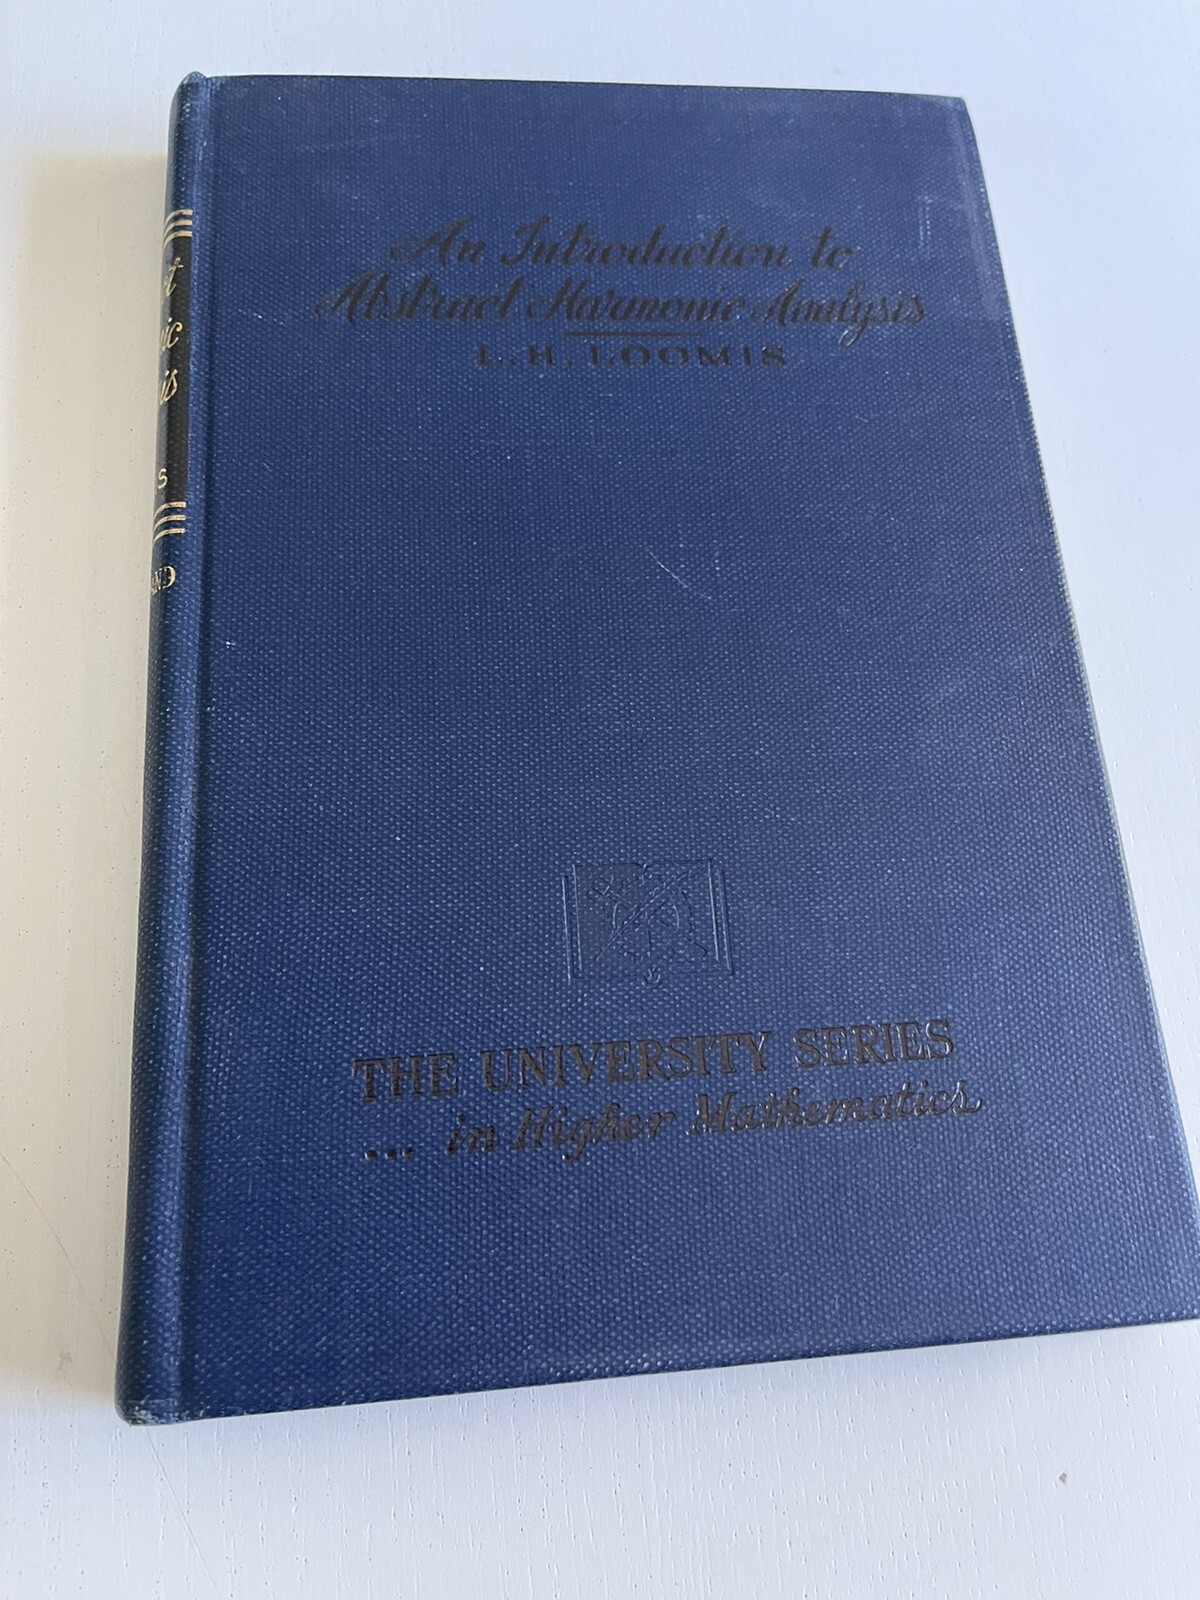 An Introduction to
Abstract Harmonic Analysis
L. H. LOOMIS
THE UNIVERSITY SERIES
... in Higher Mathematics